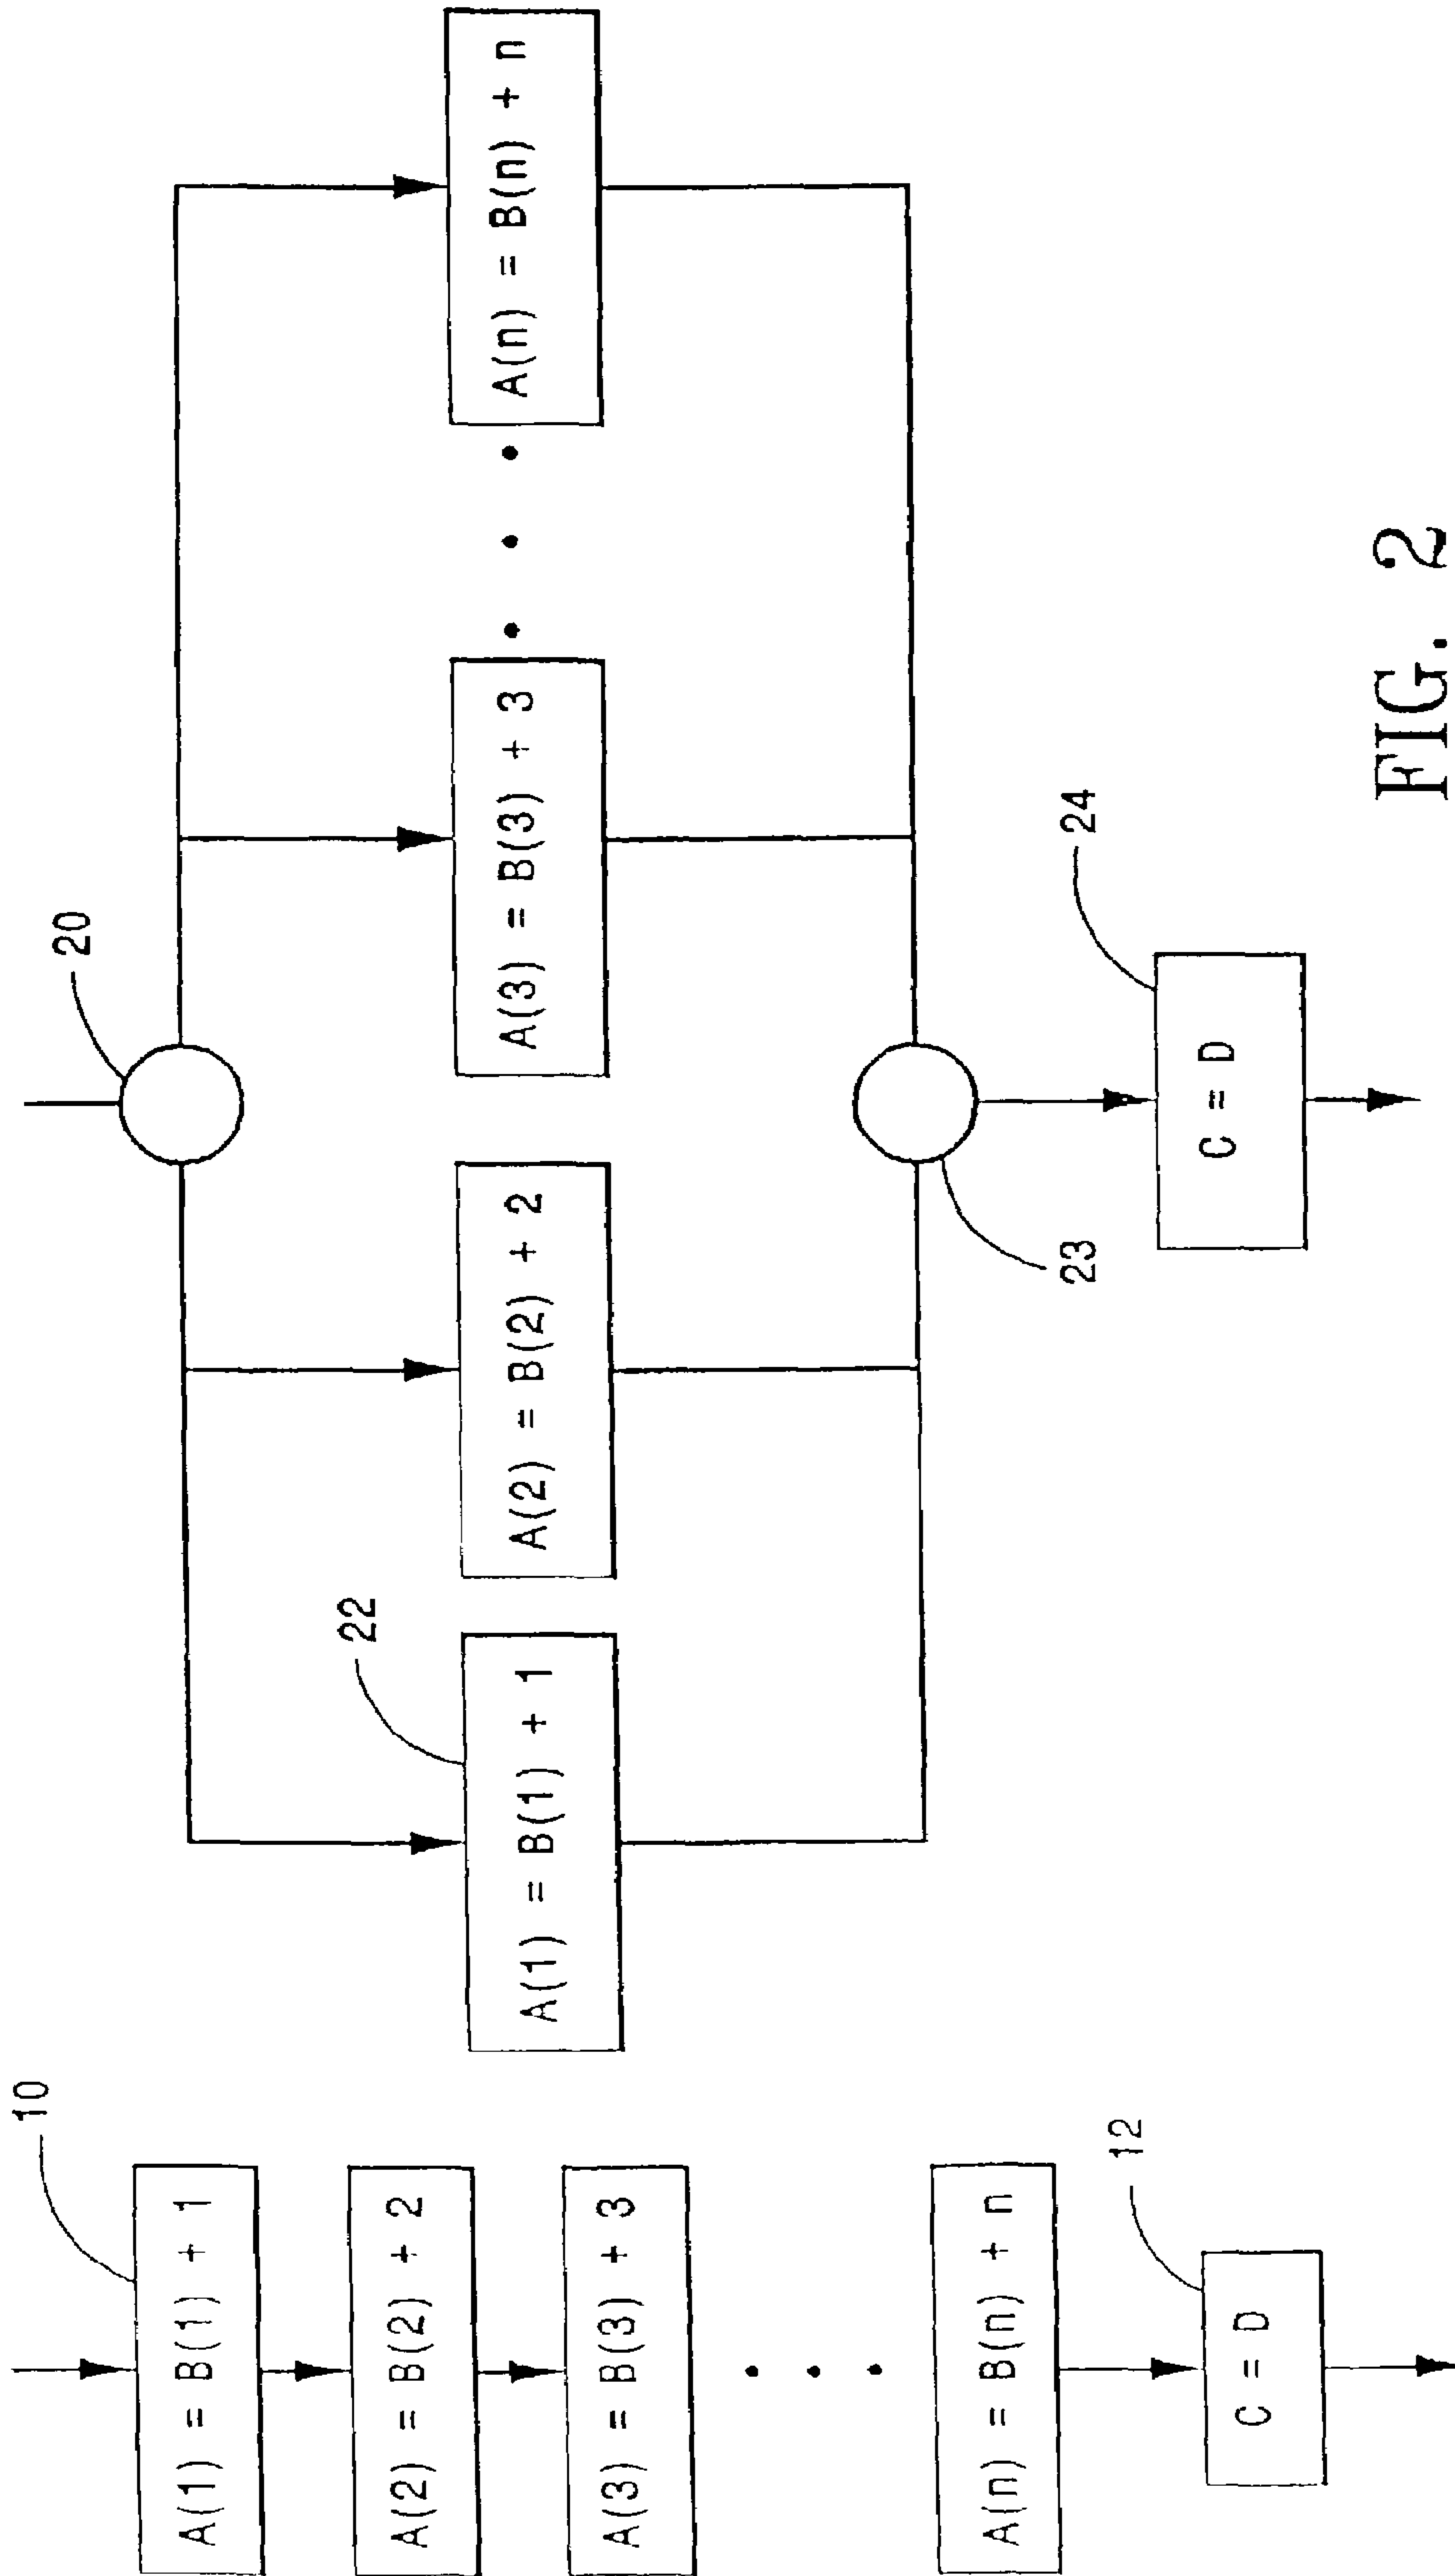 10
A(1) = B(1) + 1
A(2) = B(2) + 2
A(3) = B(3) + 3
. . .
A(n) = B(n) + n
12
C = D
20
22
A(1) = B(1) + 1
A(2) = B(2) + 2
A(3) = B(3) + 3
. . .
A(n) = B(n) + n
23
24
C = D
FIG. 2